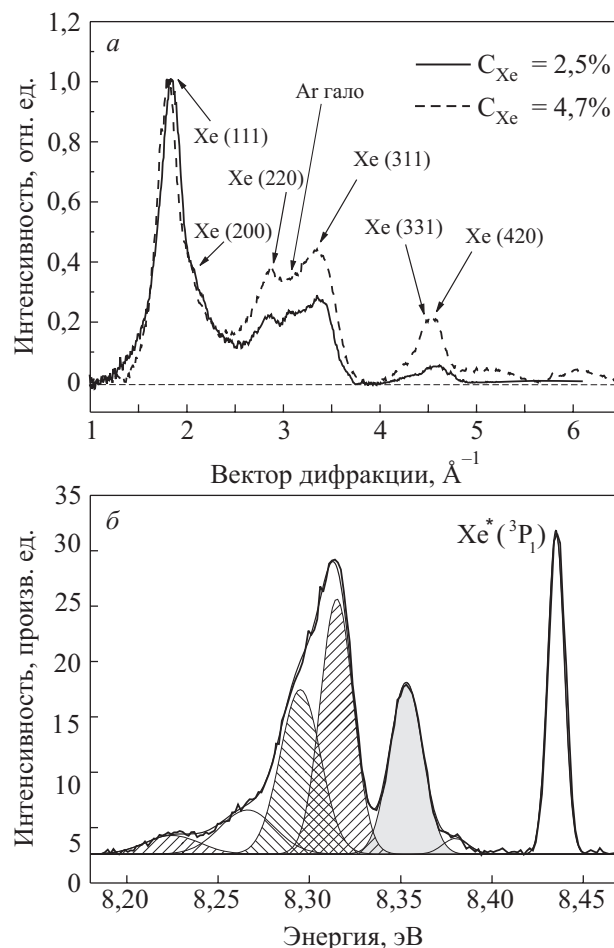 1,2
а
C_Xe = 2,5%
C_Xe = 4,7%
1,0
Ar гало
Xe (111)
Xe (311)
0,8
Xe (220)
0,6
Xe (200)
Xe (331)
Xe (420)
0,4
0,2
0
Интенсивность, отн. ед.
1 2 3 4 5 6
Вектор дифракции, Å⁻¹
35
б
Xe* (³P₁)
30
25
20
15
10
5
0
Интенсивность, произв. ед.
8,20 8,25 8,30 8,35 8,40 8,45
Энергия, эВ